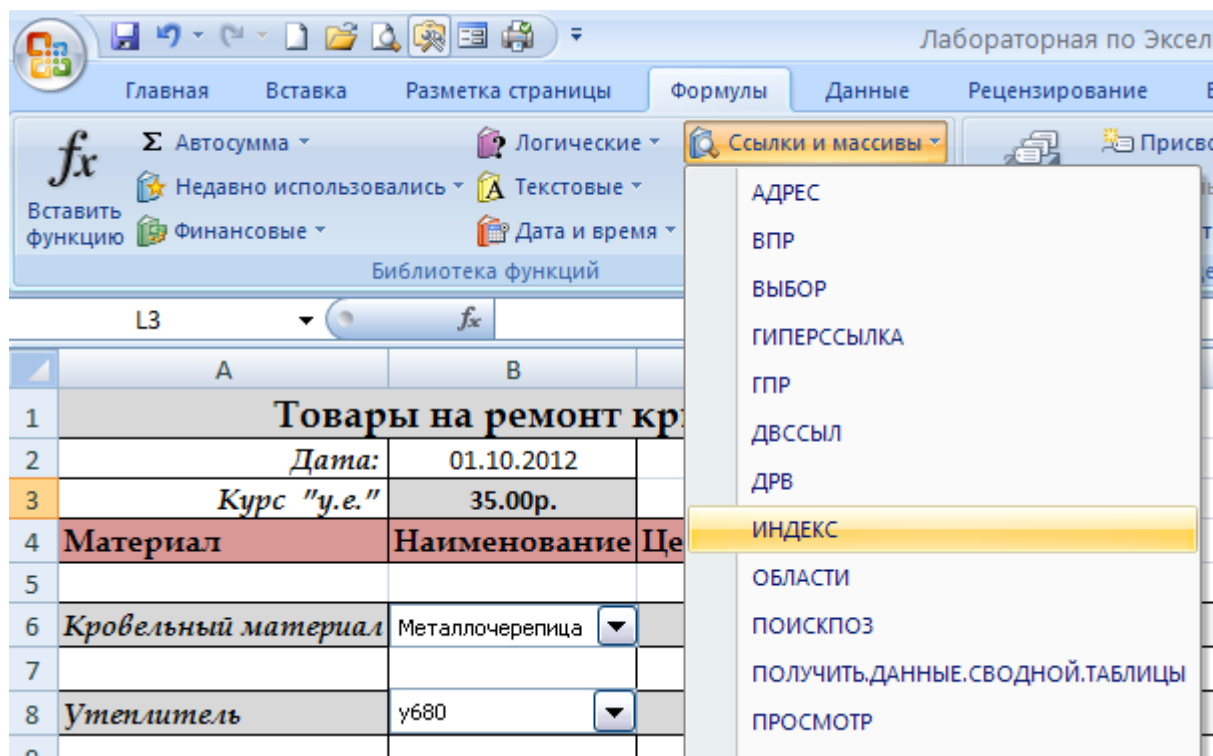 Лабораторная по Эксел
Главная Вставка Разметка страницы Формулы Данные Рецензирование
fx Σ Автосумма Логические Ссылки и массивы Присво
Недавно использовались Текстовые
Вставить функцию Финансовые Дата и время
Библиотека функций
L3 fx
A B
1 Товары на ремонт кр
2 Дата: 01.10.2012
3 Курс "у.е." 35.00р.
4 Материал Наименование Це
5
6 Кровельный материал Металлочерепица
7
8 Утеплитель у680
АДРЕС
ВПР
ВЫБОР
ГИПЕРССЫЛКА
ГПР
ДВССЫЛ
ДРВ
ИНДЕКС
ОБЛАСТИ
ПОИСКПОЗ
ПОЛУЧИТЬ.ДАННЫЕ.СВОДНОЙ.ТАБЛИЦЫ
ПРОСМОТР